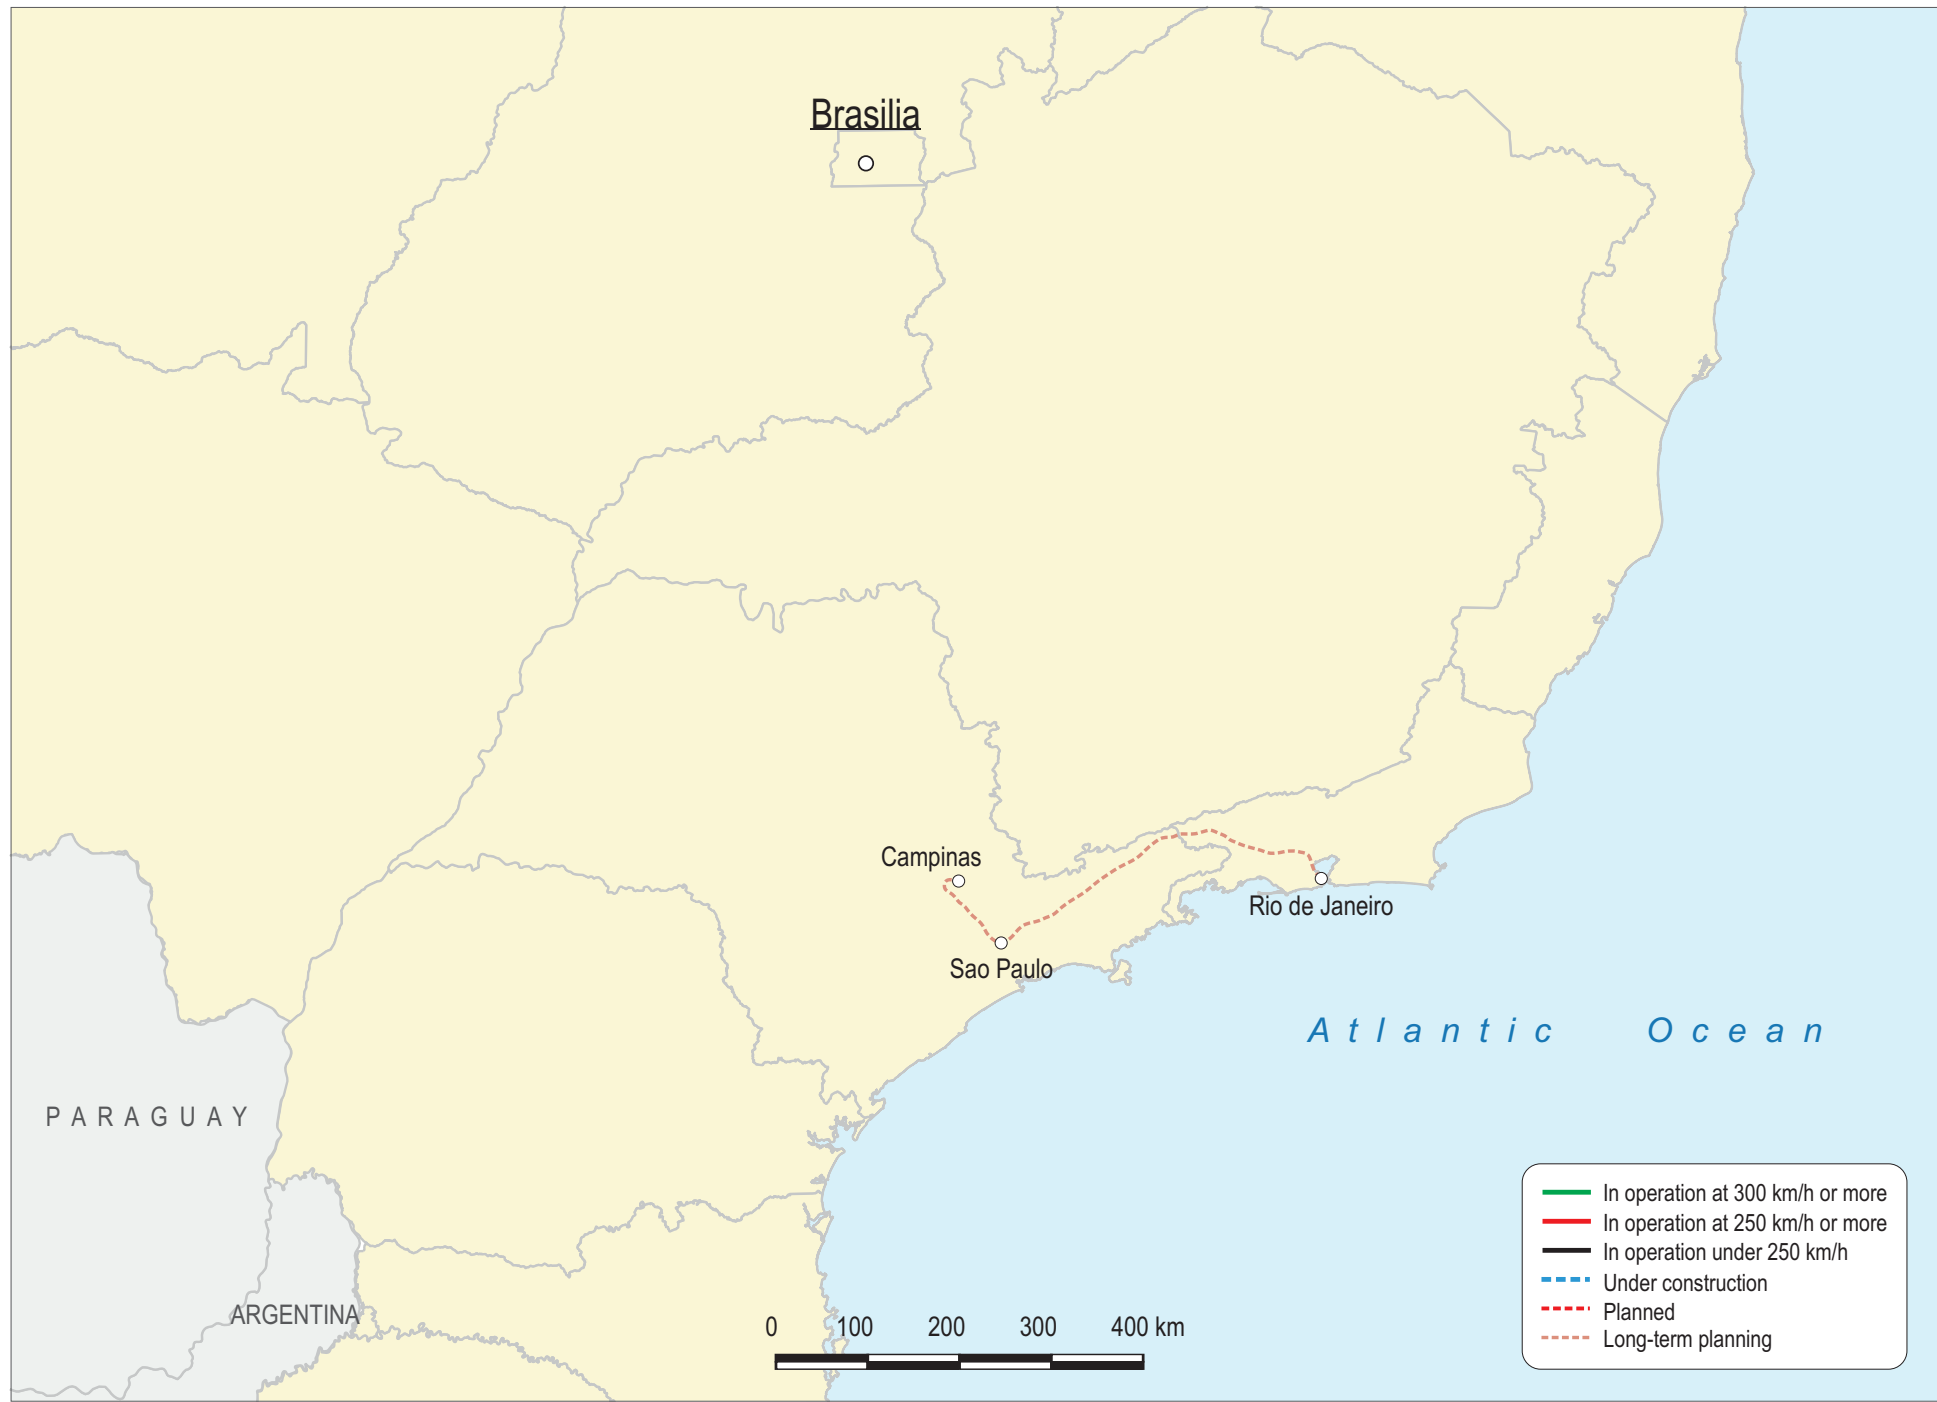 Brasilia
Campinas
Rio de Janeiro
Sao Paulo
Atlantic Ocean
PARAGUAY
ARGENTINA
0 100 200 300 400 km
In operation at 300 km/h or more
In operation at 250 km/h or more
In operation under 250 km/h
Under construction
Planned
Long-term planning